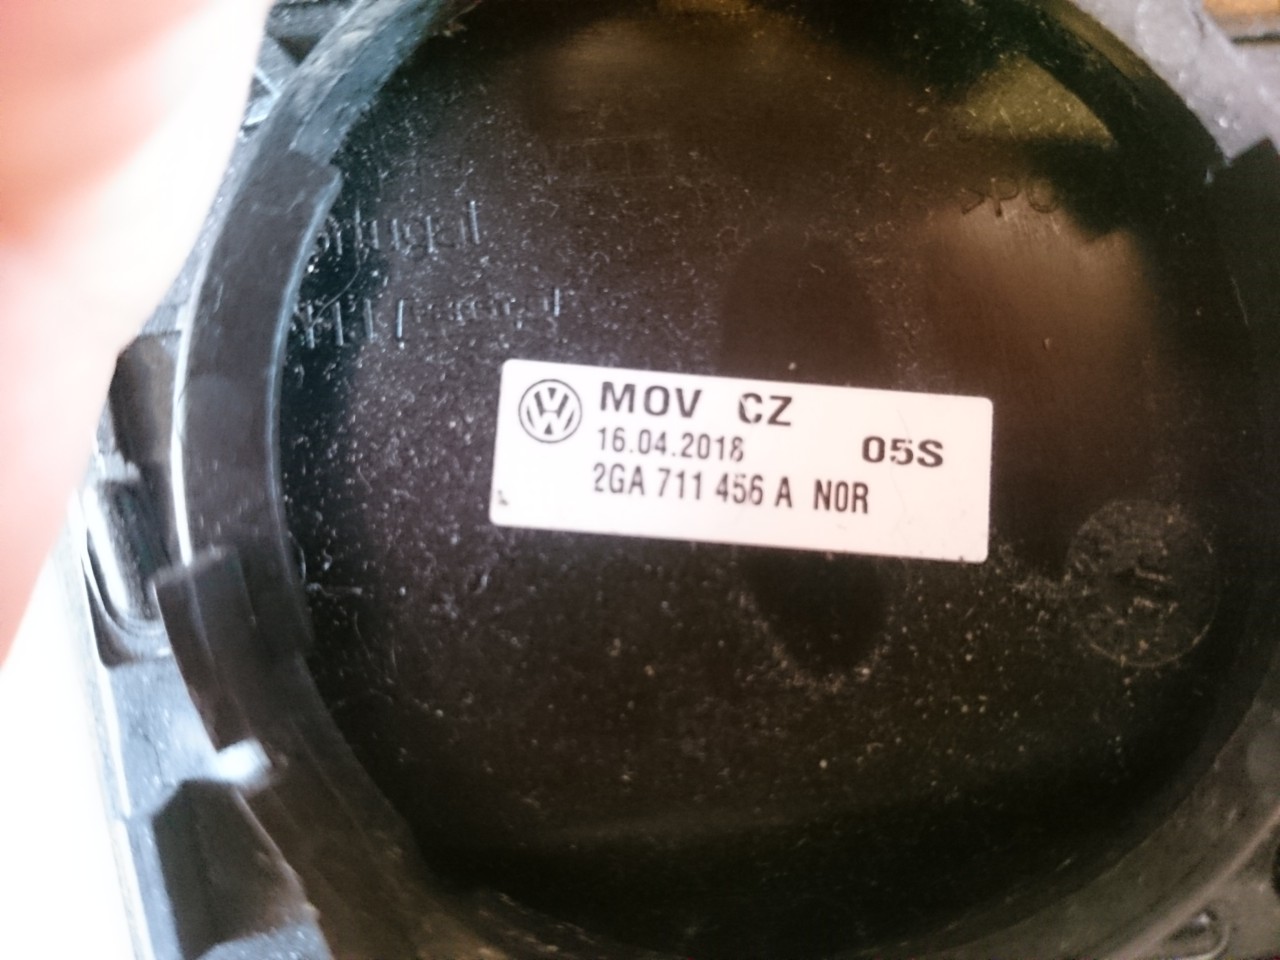 MOV CZ
16.04.2018 05S
2GA 711 456 A N0R